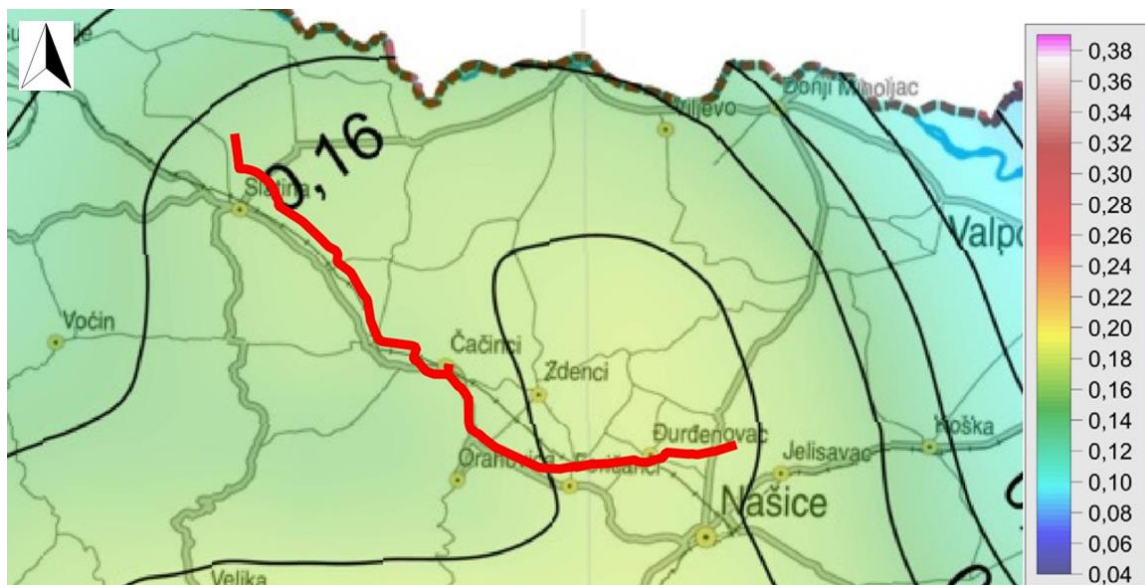 0,16
Viljevo
Donji Miholjac
Slatina
Valpo
Voćin
Čačinci
Zdenci
Đurđenovac
Koška
Jelisavac
Orahovica
Feričanci
Našice
Velika
0,38
0,36
0,34
0,32
0,30
0,28
0,26
0,24
0,22
0,20
0,18
0,16
0,14
0,12
0,10
0,08
0,06
0,04